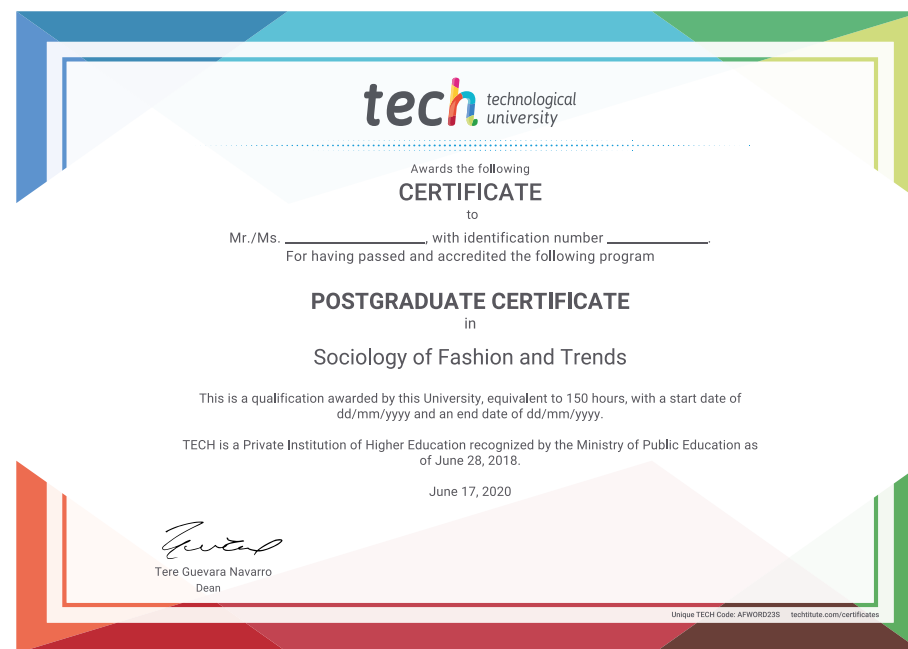 tech technological
university
Awards the following
CERTIFICATE
to
Mr./Ms. ____________________, with identification number ______________.
For having passed and accredited the following program
POSTGRADUATE CERTIFICATE
in
Sociology of Fashion and Trends
This is a qualification awarded by this University, equivalent to 150 hours, with a start date of
dd/mm/yyyy and an end date of dd/mm/yyyy.
TECH is a Private Institution of Higher Education recognized by the Ministry of Public Education as
of June 28, 2018.
June 17, 2020
Tere Guevara Navarro
Dean
Unique TECH Code: AFWORD23S techtitute.com/certificates